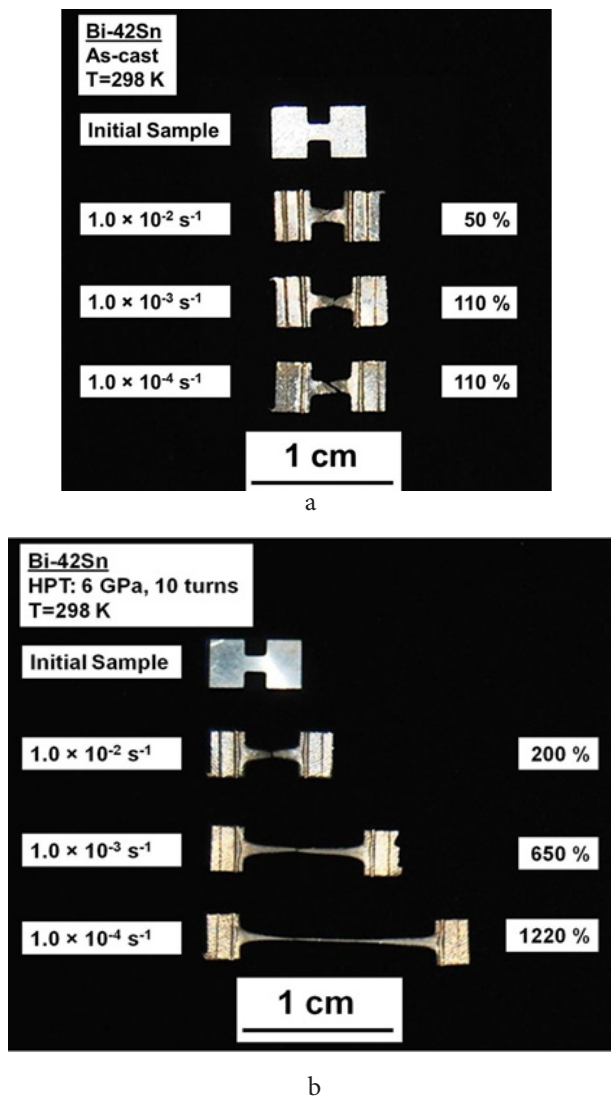 Bi-42Sn
As-cast
T=298 K
Initial Sample
1.0 × 10⁻² s⁻¹ 50 %
1.0 × 10⁻³ s⁻¹ 110 %
1.0 × 10⁻⁴ s⁻¹ 110 %
1 cm
a
Bi-42Sn
HPT: 6 GPa, 10 turns
T=298 K
Initial Sample
1.0 × 10⁻² s⁻¹ 200 %
1.0 × 10⁻³ s⁻¹ 650 %
1.0 × 10⁻⁴ s⁻¹ 1220 %
1 cm
b